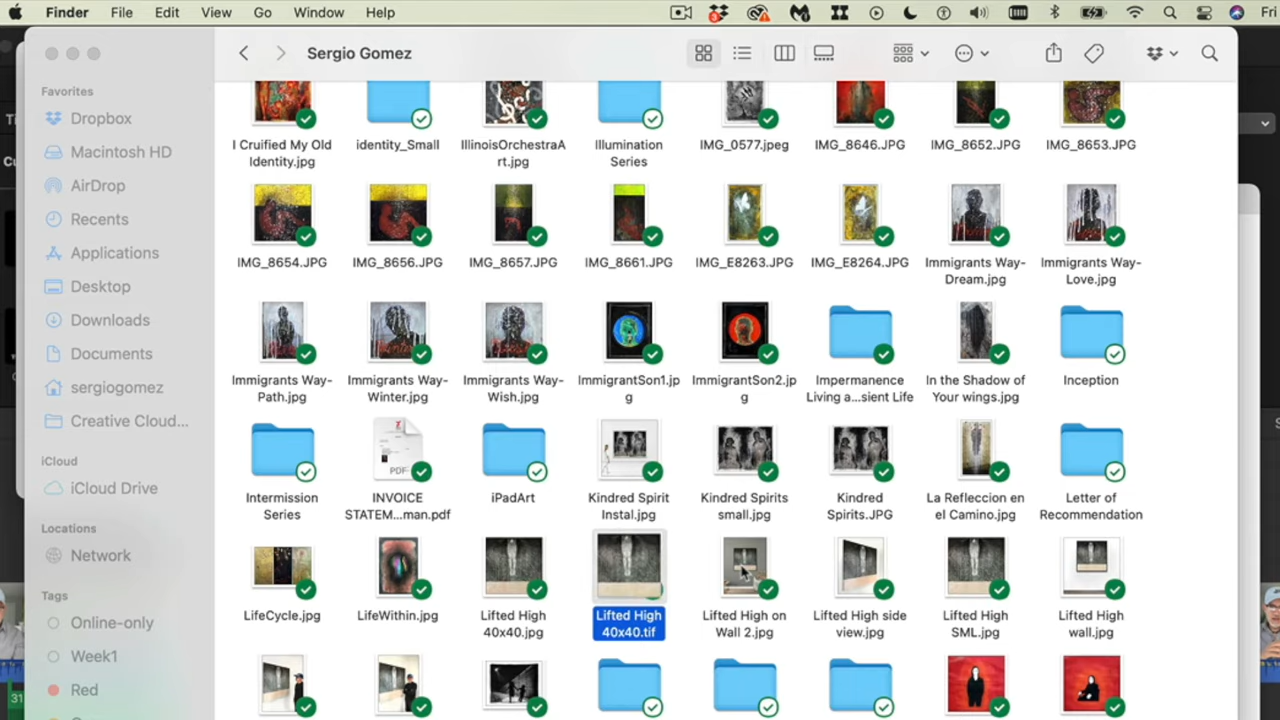 Finder File Edit View Go Window Help Fri
3
Sergio Gomez
Favorites
Dropbox
Macintosh HD
AirDrop
Recents
Applications
Desktop
Downloads
Documents
sergiogomez
Creative Cloud...
iCloud
iCloud Drive
Locations
Network
Tags
Online-only
Week1
Red
I Cruified My Old
Identity.jpg
identity_Small
IllinoisOrchestraA
rt.jpg
Illumination
Series
IMG_0577.jpeg
IMG_8646.JPG
IMG_8652.JPG
IMG_8653.JPG
IMG_8654.JPG
IMG_8656.JPG
IMG_8657.JPG
IMG_8661.JPG
IMG_E8263.JPG
IMG_E8264.JPG
Immigrants Way-
Dream.jpg
Immigrants Way-
Love.jpg
Immigrants Way-
Path.jpg
Immigrants Way-
Winter.jpg
Immigrants Way-
Wish.jpg
ImmigrantSon1.jp
g
ImmigrantSon2.jp
g
Impermanence
Living a...sient Life
In the Shadow of
Your wings.jpg
Inception
Intermission
Series
PDF
INVOICE
STATEM...man.pdf
iPadArt
Kindred Spirit
Instal.jpg
Kindred Spirits
small.jpg
Kindred
Spirits.JPG
La Refleccion en
el Camino.jpg
Letter of
Recommendation
LifeCycle.jpg
LifeWithin.jpg
Lifted High
40x40.jpg
Lifted High
40x40.tif
Lifted High on
Wall 2.jpg
Lifted High side
view.jpg
Lifted High
SML.jpg
Lifted High
wall.jpg
31